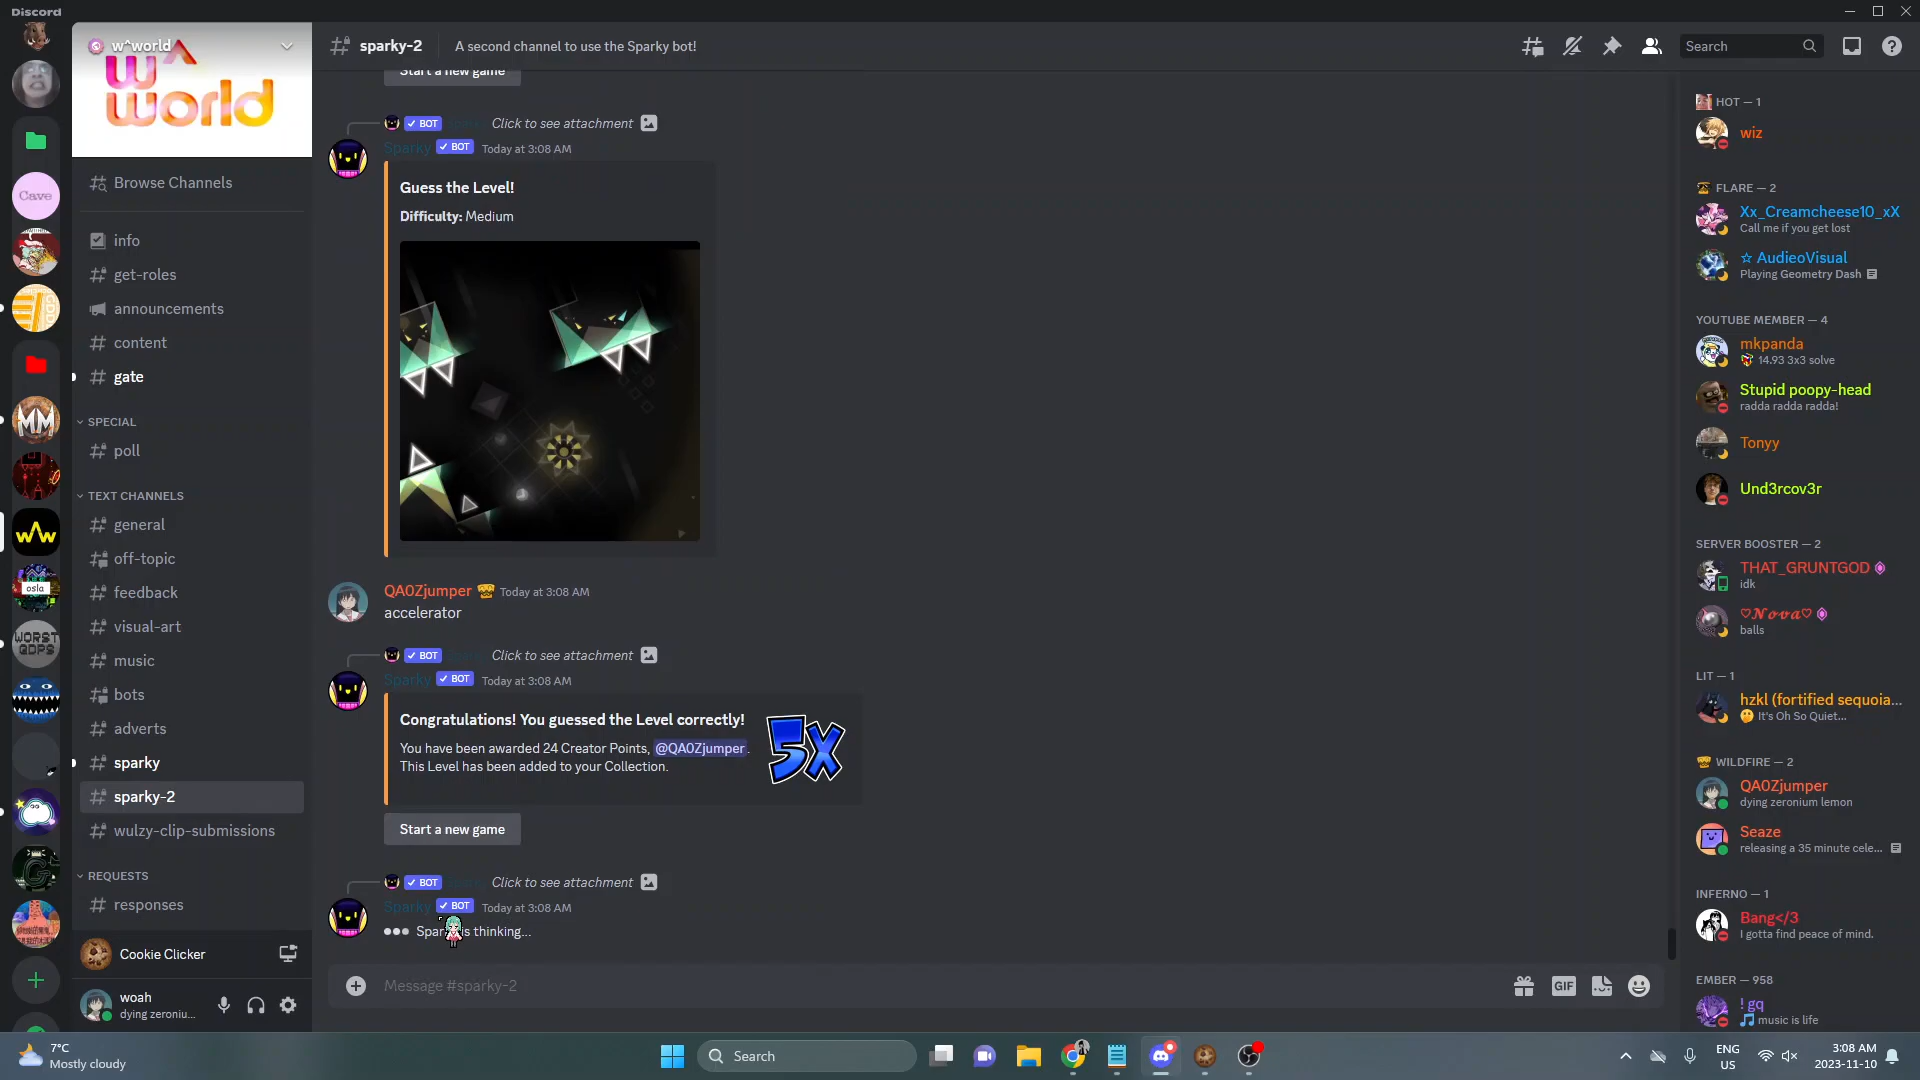 Discord
w^world
w^
world
Browse Channels
info
get-roles
announcements
content
gate
SPECIAL
poll
TEXT CHANNELS
general
off-topic
feedback
visual-art
music
bots
adverts
sparky
sparky-2
wulzy-clip-submissions
REQUESTS
responses
Cookie Clicker
woah
dying zeroniu...
Cave
MM
osla
WORST
GDPS
sparky-2
A second channel to use the Sparky bot!
Search
Start a new game
BOT Click to see attachment
Sparky BOT Today at 3:08 AM
Guess the Level!
Difficulty: Medium
QA0Zjumper Today at 3:08 AM
accelerator
BOT Click to see attachment
Sparky BOT Today at 3:08 AM
Congratulations! You guessed the Level correctly!
You have been awarded 24 Creator Points, @QA0Zjumper.
This Level has been added to your Collection.
5X
Start a new game
BOT Click to see attachment
Sparky BOT Today at 3:08 AM
Sparky is thinking...
Message #sparky-2
GIF
HOT — 1
wiz
FLARE — 2
Xx_Creamcheese10_xX
Call me if you get lost
☆ AudieoVisual
Playing Geometry Dash
YOUTUBE MEMBER — 4
mkpanda
14.93 3x3 solve
Stupid poopy-head
radda radda radda!
Tonyy
Und3rcov3r
SERVER BOOSTER — 2
THAT_GRUNTGOD
idk
♡𝓝𝓸𝓿𝓪♡
balls
LIT — 1
hzkl (fortified sequoia...
It's Oh So Quiet...
WILDFIRE — 2
QA0Zjumper
dying zeronium lemon
Seaze
releasing a 35 minute cele...
INFERNO — 1
Bang</3
I gotta find peace of mind.
EMBER — 958
! gq
music is life
7°C
Mostly cloudy
Search
ENG
US
3:08 AM
2023-11-10